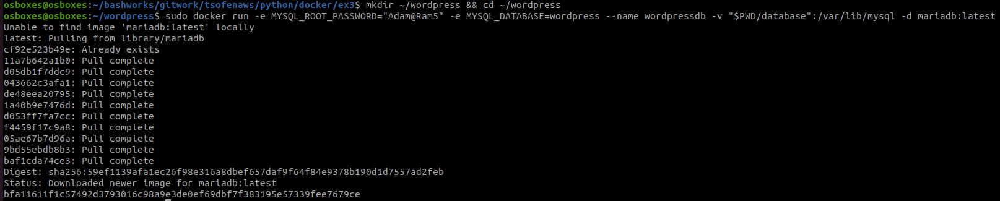 osboxes@osboxes:~/bashworks/gitwork/tsofenaws/python/docker/ex3$ mkdir ~/wordpress && cd ~/wordpress
osboxes@osboxes:~/wordpress$ sudo docker run -e MYSQL_ROOT_PASSWORD="Adam@Ram5" -e MYSQL_DATABASE=wordpress --name wordpressdb -v "$PWD/database":/var/lib/mysql -d mariadb:latest
Unable to find image 'mariadb:latest' locally
latest: Pulling from library/mariadb
cf92e523b49e: Already exists
11a7b642a1b0: Pull complete
d05db1f7ddc9: Pull complete
043662c3afa1: Pull complete
de48eea20795: Pull complete
1a40b9e7476d: Pull complete
d053ff7fa7cc: Pull complete
f4459f17c9a8: Pull complete
05ae67b7d96a: Pull complete
9bd55ebdb8b3: Pull complete
baf1cda74ce3: Pull complete
Digest: sha256:59ef1139afa1ec26f98e316a8dbef657daf9f64f84e9378b190d1d7557ad2feb
Status: Downloaded newer image for mariadb:latest
bfa11611f1c57492d3793016c98a9e3de0ef69dbf7f383195e57339fee7679ce